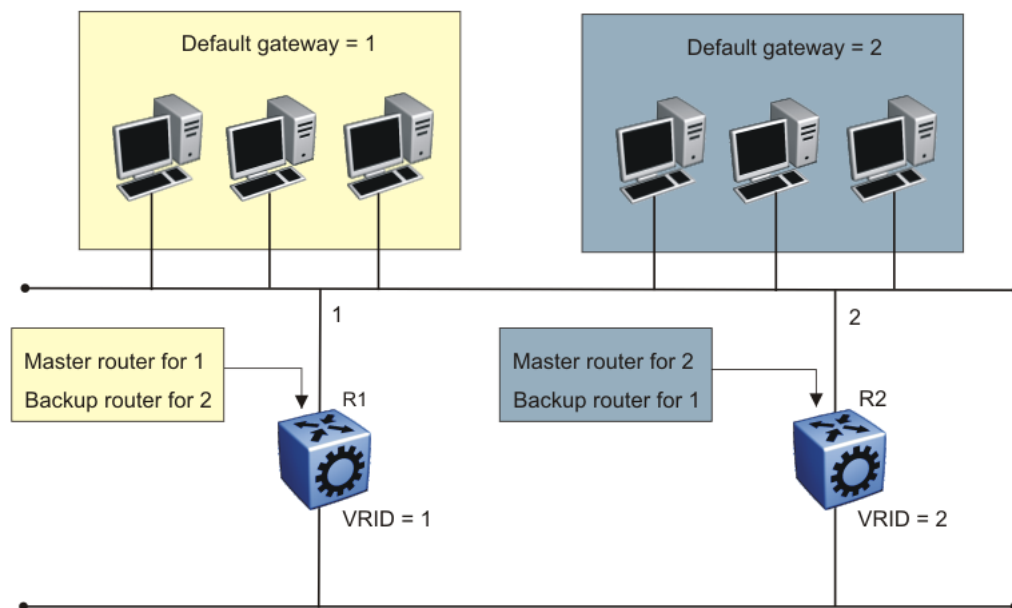 Default gateway = 1
Default gateway = 2
1
2
Master router for 1
Backup router for 2
Master router for 2
Backup router for 1
R1
R2
VRID = 1
VRID = 2